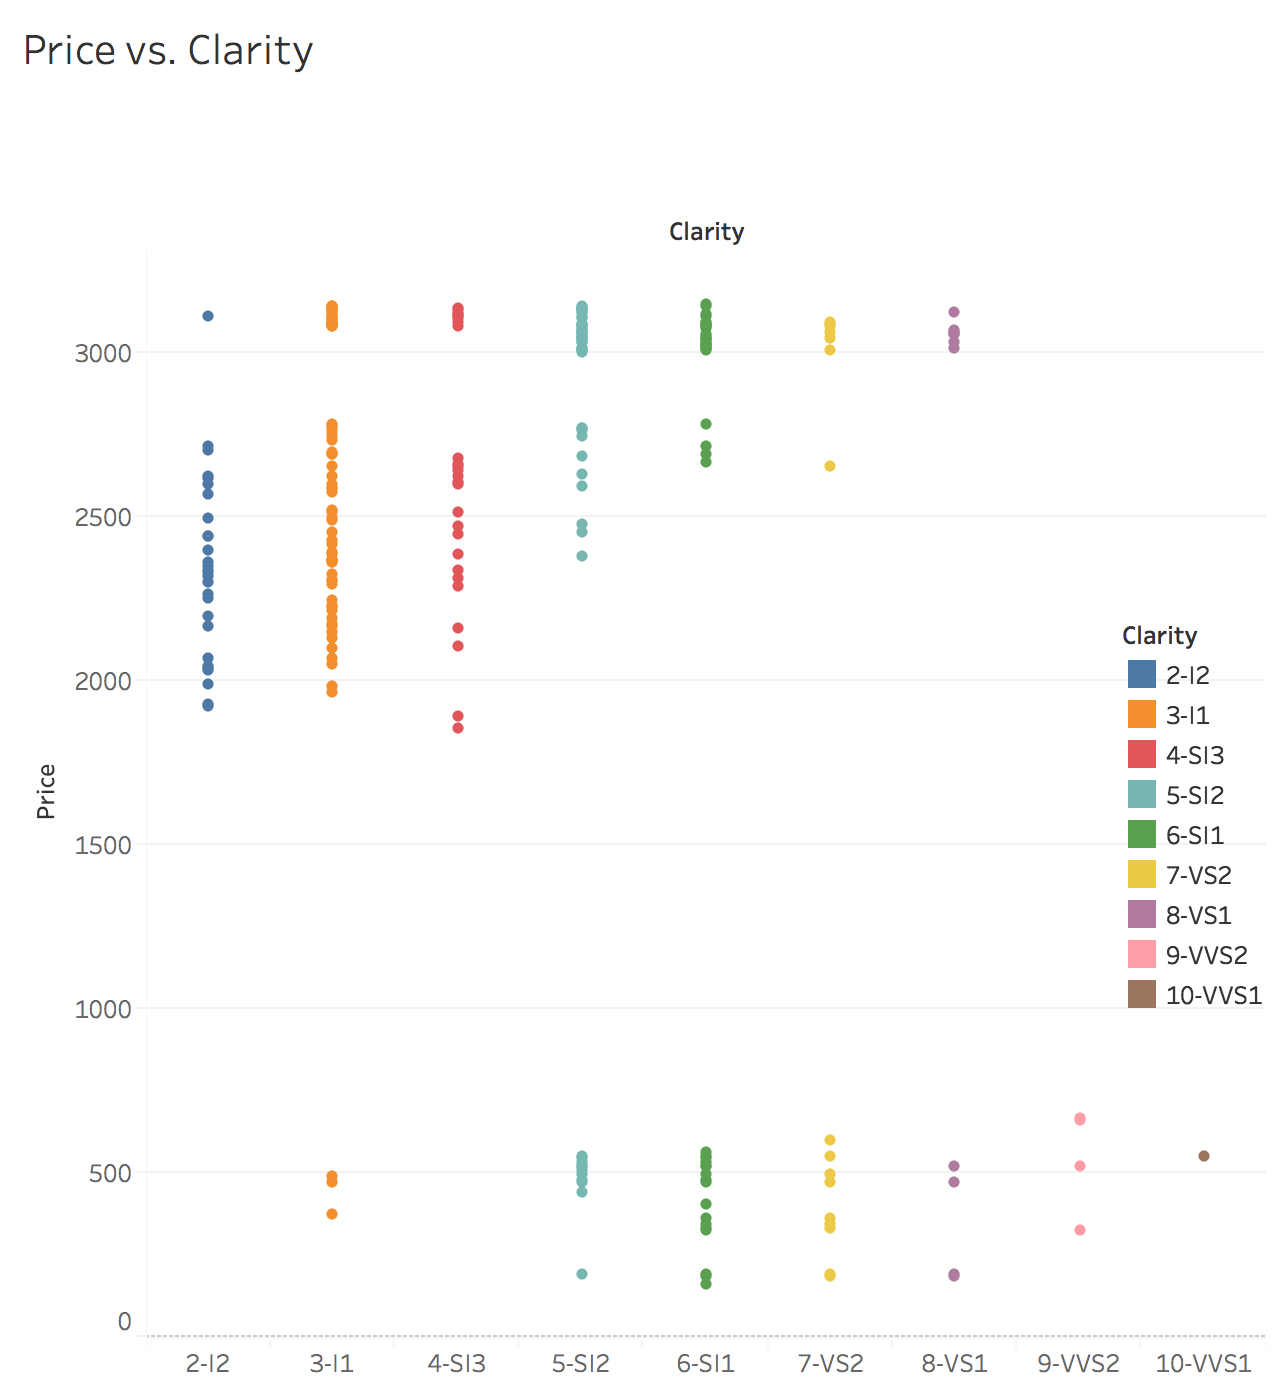 Price vs. Clarity
Clarity
3000
2500
2000
1500
1000
500
0
Price
Clarity
2-I2
3-I1
4-SI3
5-SI2
6-SI1
7-VS2
8-VS1
9-VVS2
10-VVS1
2-I2 3-I1 4-SI3 5-SI2 6-SI1 7-VS2 8-VS1 9-VVS2 10-VVS1